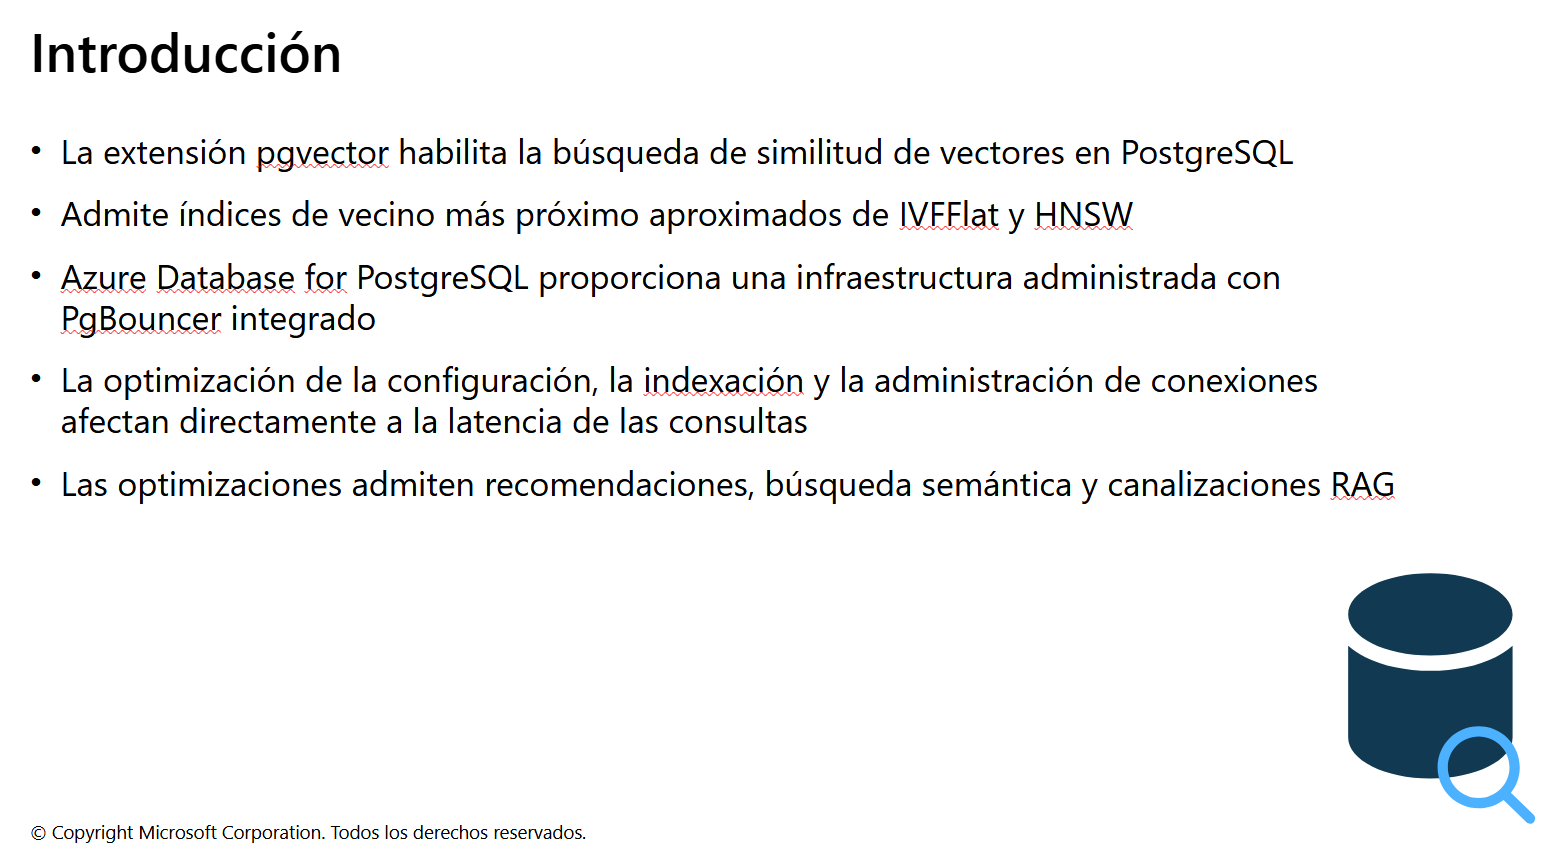 Introducción
• La extensión pgvector habilita la búsqueda de similitud de vectores en PostgreSQL
• Admite índices de vecino más próximo aproximados de IVFFlat y HNSW
• Azure Database for PostgreSQL proporciona una infraestructura administrada con
PgBouncer integrado
• La optimización de la configuración, la indexación y la administración de conexiones
afectan directamente a la latencia de las consultas
• Las optimizaciones admiten recomendaciones, búsqueda semántica y canalizaciones RAG
© Copyright Microsoft Corporation. Todos los derechos reservados.